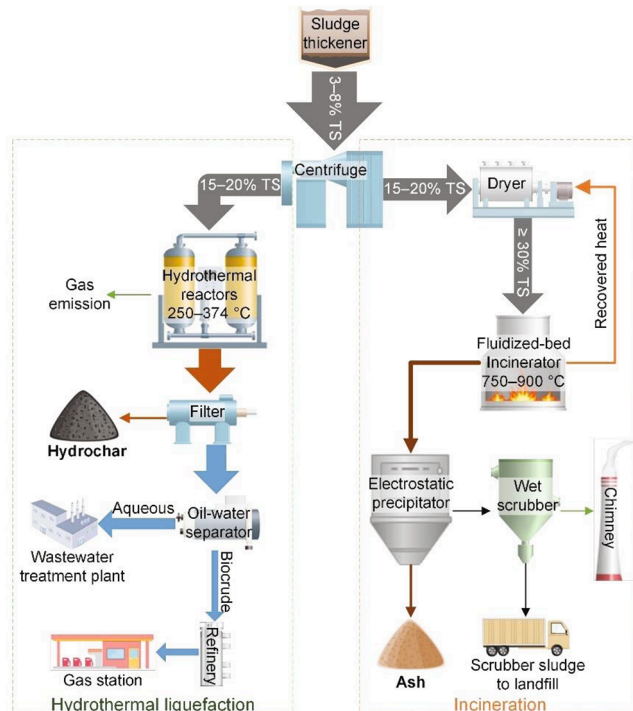 Sludge
thickener
3–8% TS
Centrifuge
15–20% TS
15–20% TS
Dryer
≥ 30% TS
Recovered heat
Gas
emission
Hydrothermal
reactors
250–374 °C
Fluidized-bed
Incinerator
750–900 °C
Filter
Hydrochar
Aqueous
Oil-water
separator
Wastewater
treatment plant
Biocrude
Refinery
Gas station
Hydrothermal liquefaction
Electrostatic
precipitator
Wet
scrubber
Chimney
Ash
Scrubber sludge
to landfill
Incineration